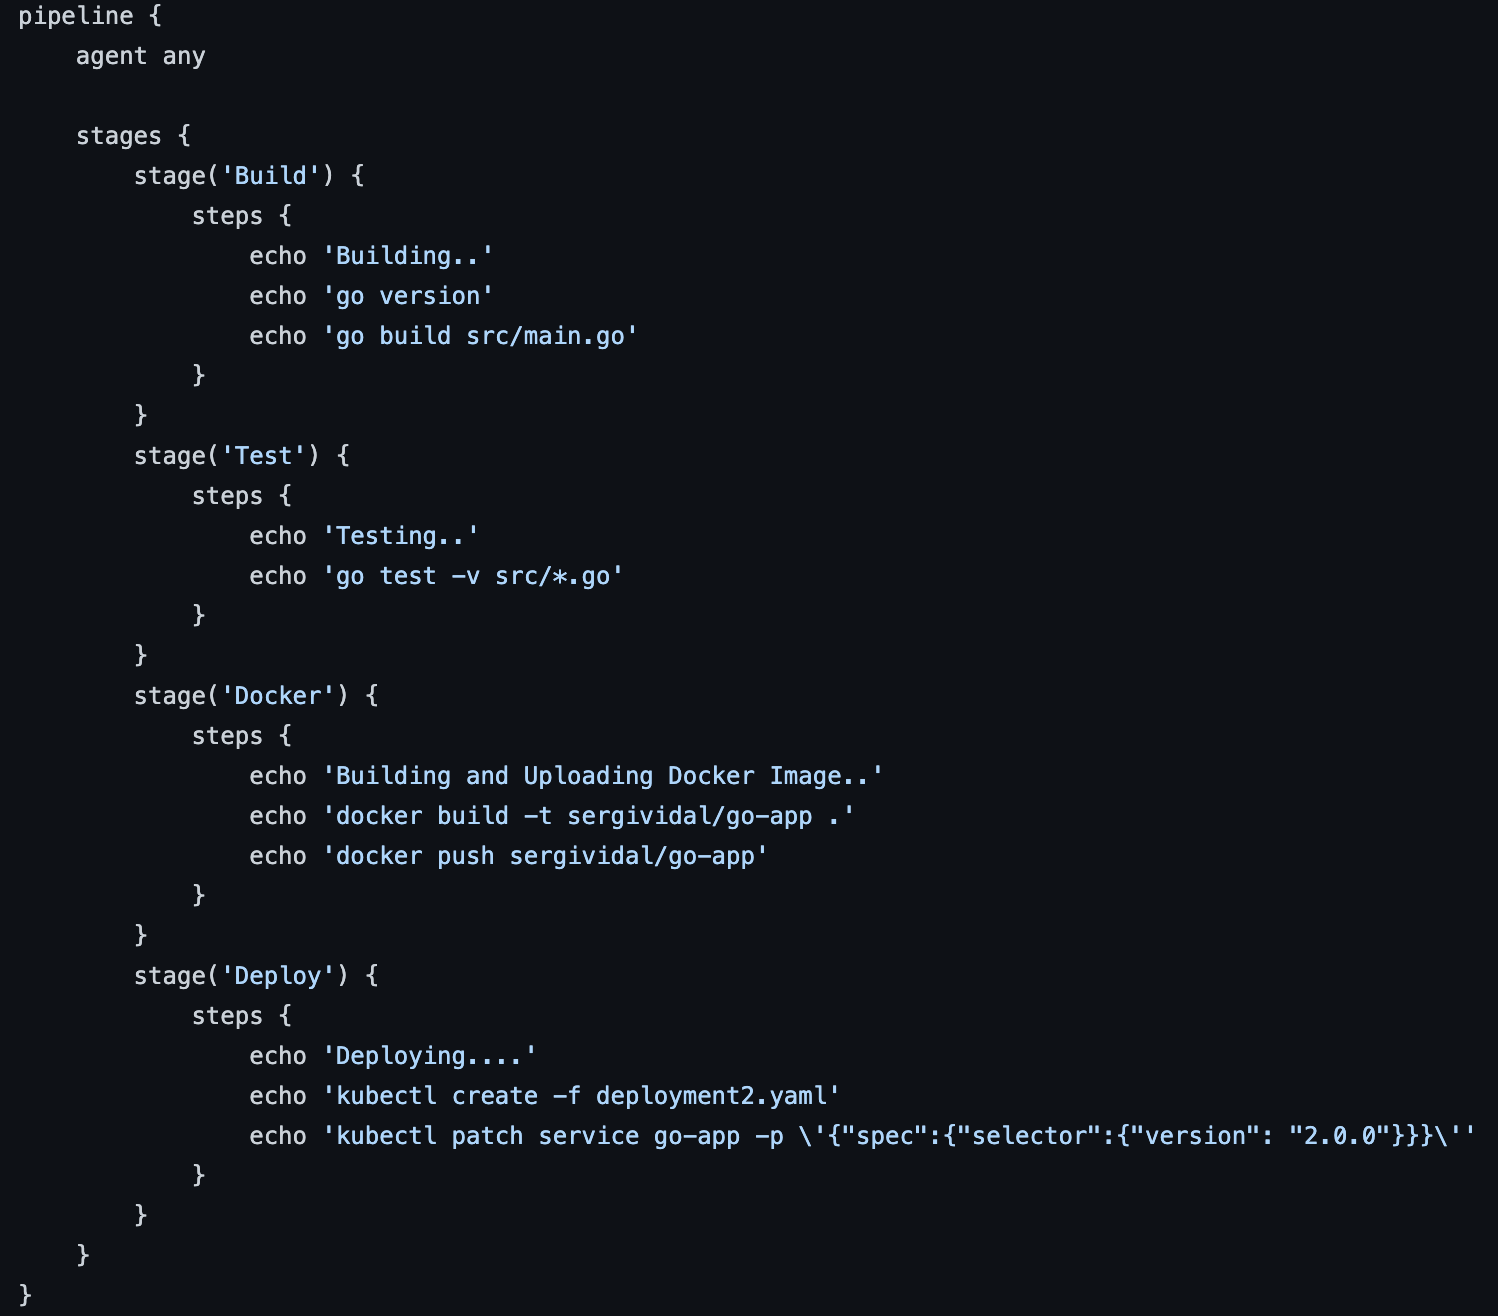 pipeline {
    agent any

    stages {
        stage('Build') {
            steps {
                echo 'Building..'
                echo 'go version'
                echo 'go build src/main.go'
            }
        }
        stage('Test') {
            steps {
                echo 'Testing..'
                echo 'go test -v src/*.go'
            }
        }
        stage('Docker') {
            steps {
                echo 'Building and Uploading Docker Image..'
                echo 'docker build -t sergividal/go-app .'
                echo 'docker push sergividal/go-app'
            }
        }
        stage('Deploy') {
            steps {
                echo 'Deploying....'
                echo 'kubectl create -f deployment2.yaml'
                echo 'kubectl patch service go-app -p \'{"spec":{"selector":{"version": "2.0.0"}}}\''
            }
        }
    }
}